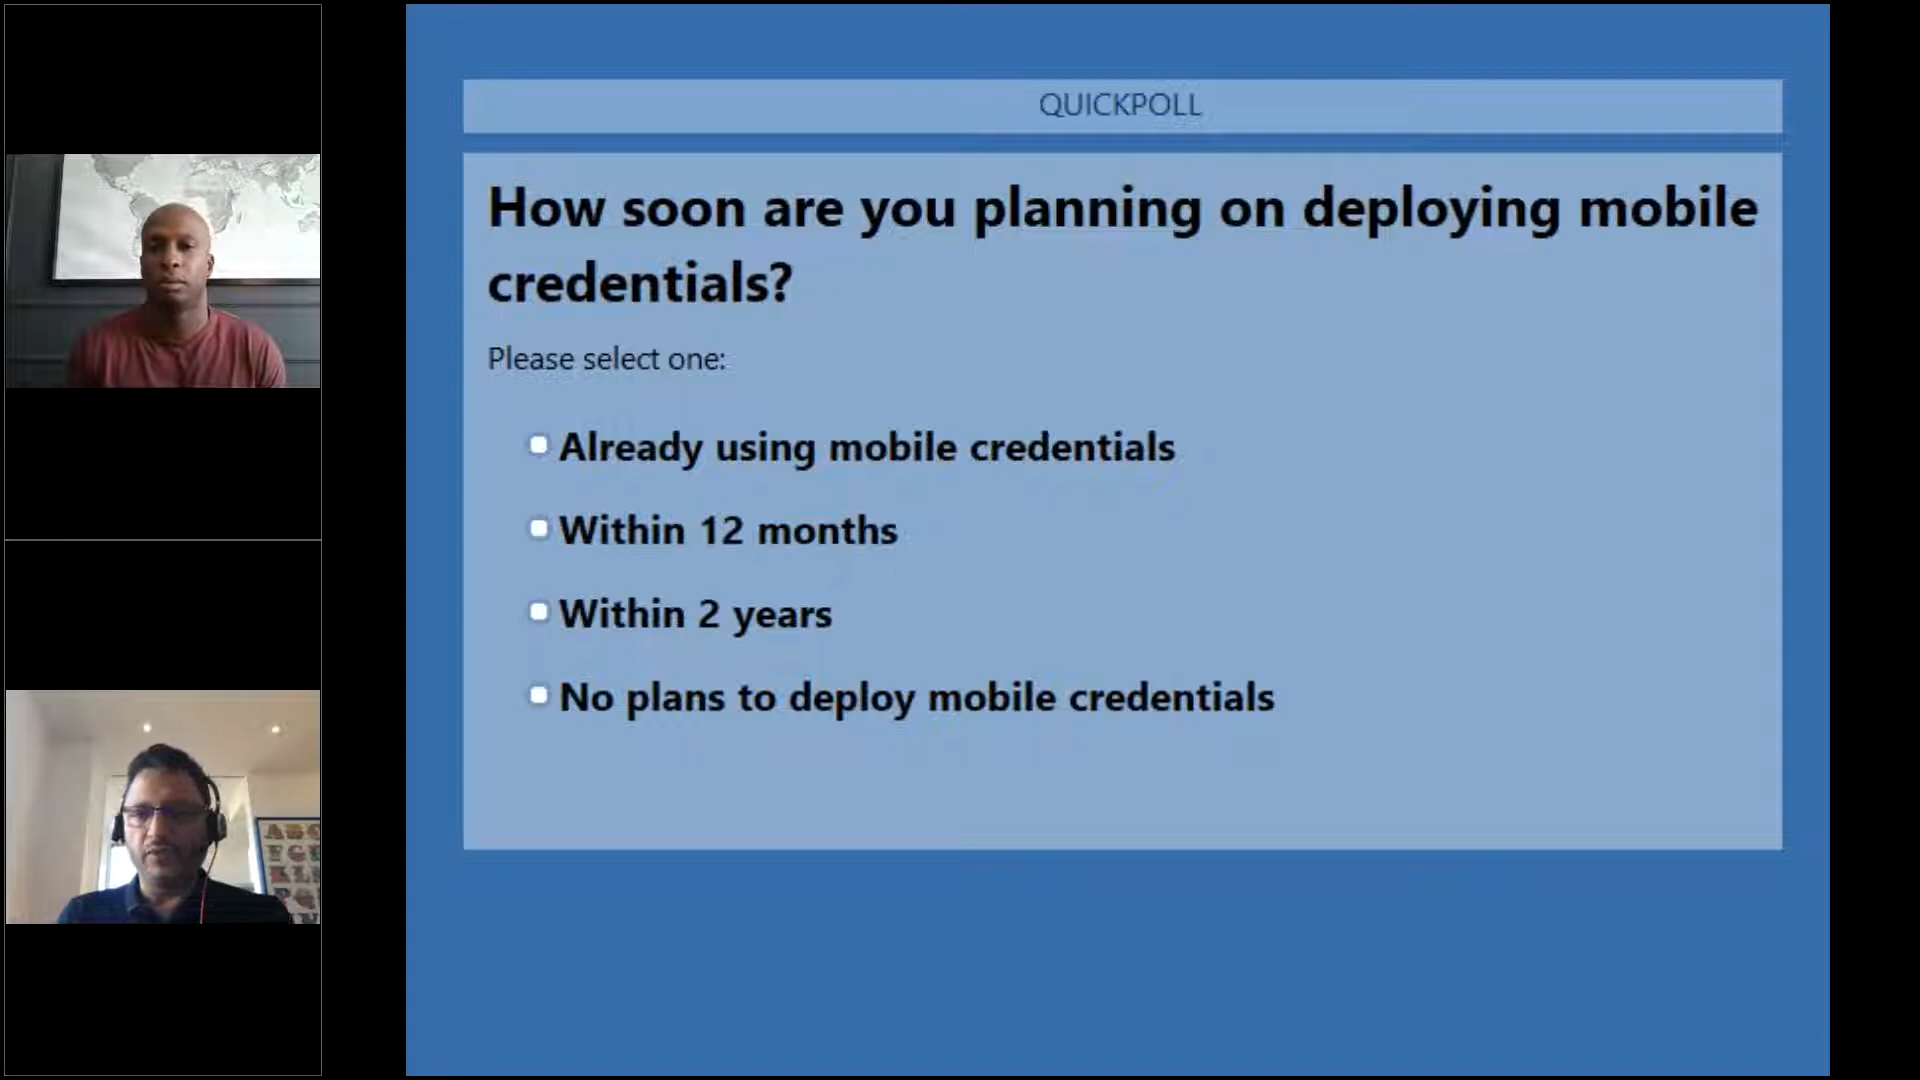 QUICKPOLL
How soon are you planning on deploying mobile
credentials?
Please select one:
Already using mobile credentials
Within 12 months
Within 2 years
No plans to deploy mobile credentials